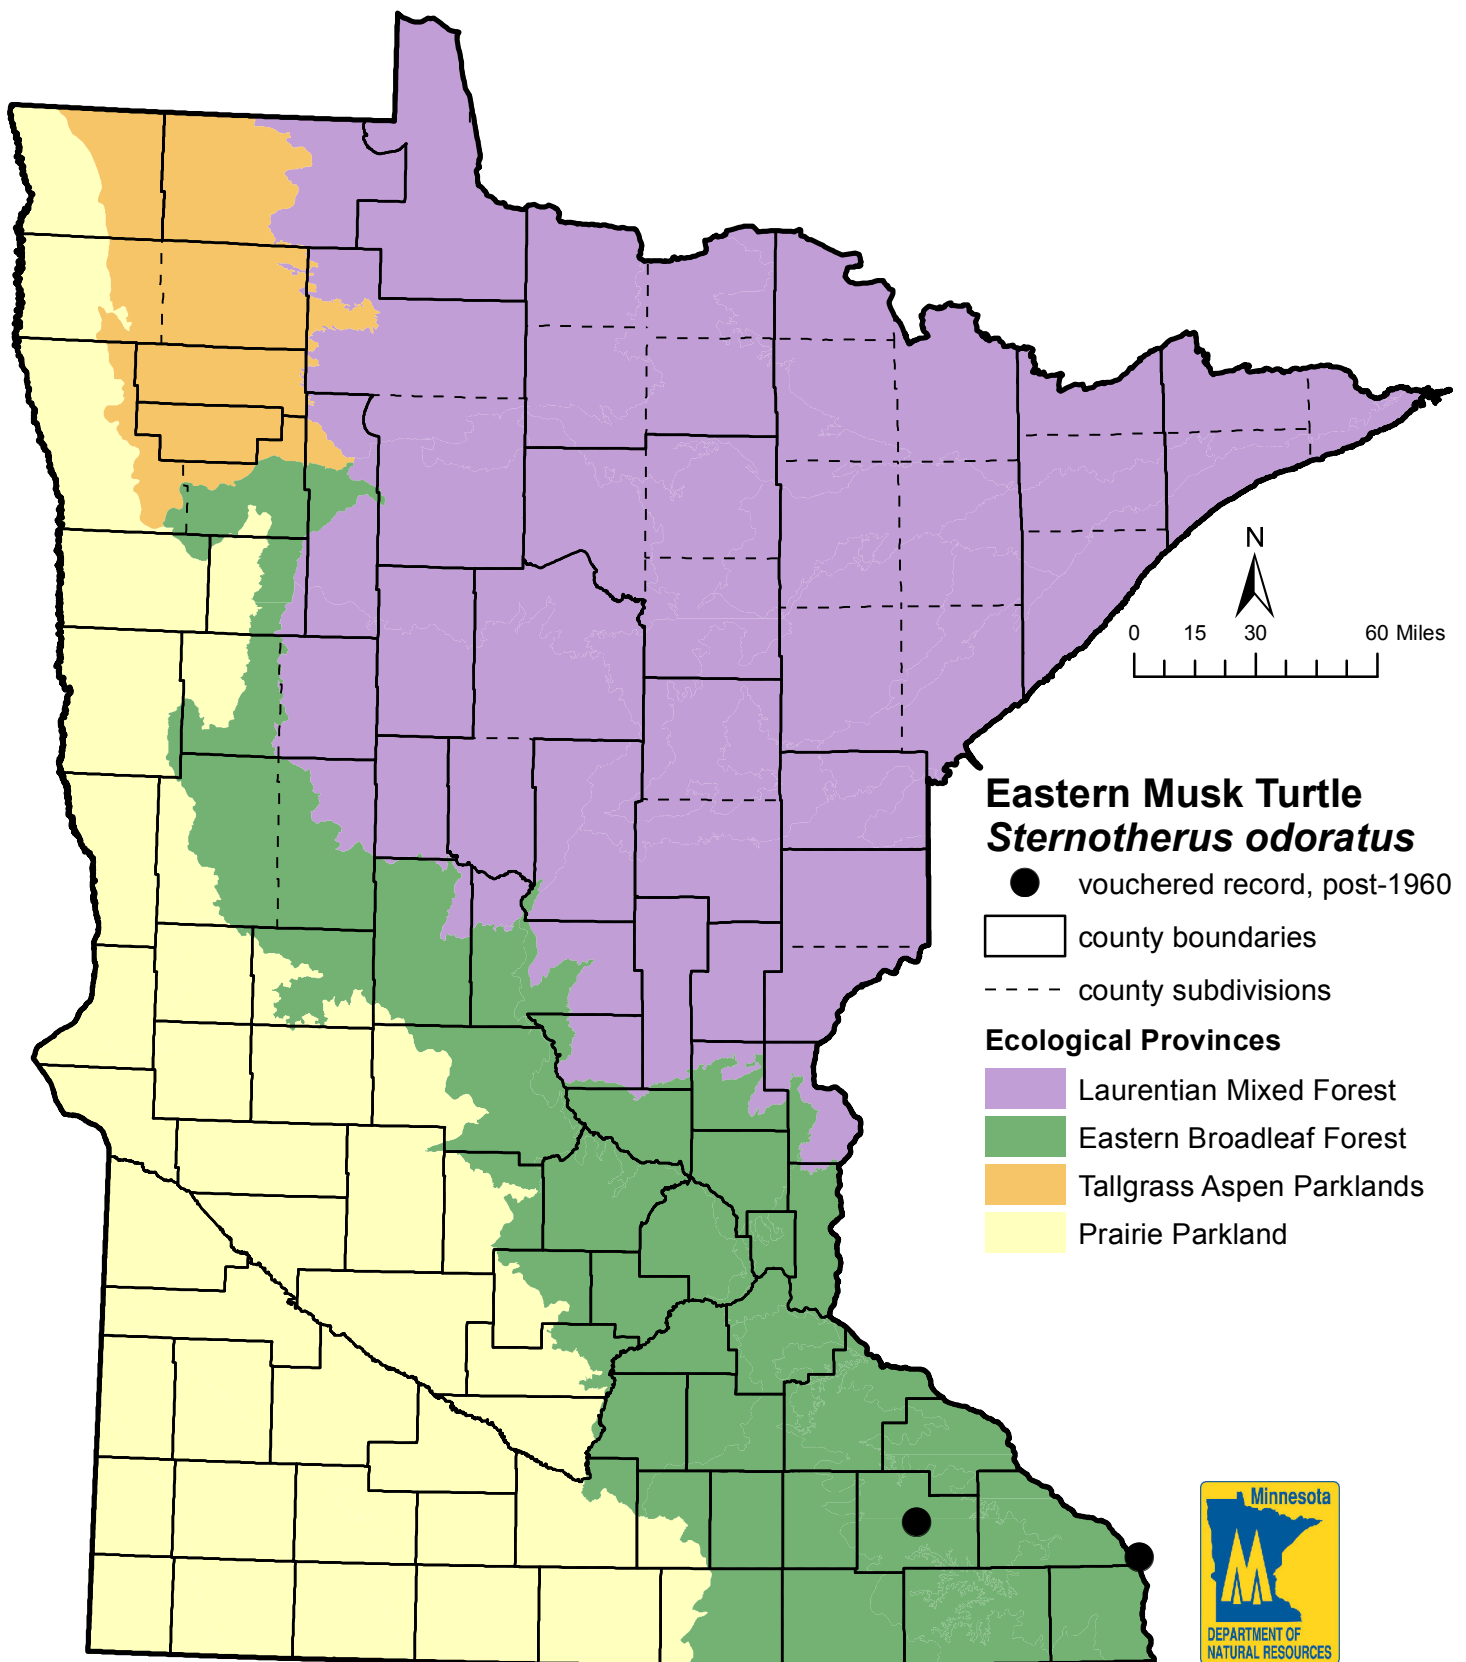 N
0 15 30 60 Miles
Eastern Musk Turtle
Sternotherus odoratus
vouchered record, post-1960
county boundaries
county subdivisions
Ecological Provinces
Laurentian Mixed Forest
Eastern Broadleaf Forest
Tallgrass Aspen Parklands
Prairie Parkland
Minnesota
DEPARTMENT OF
NATURAL RESOURCES